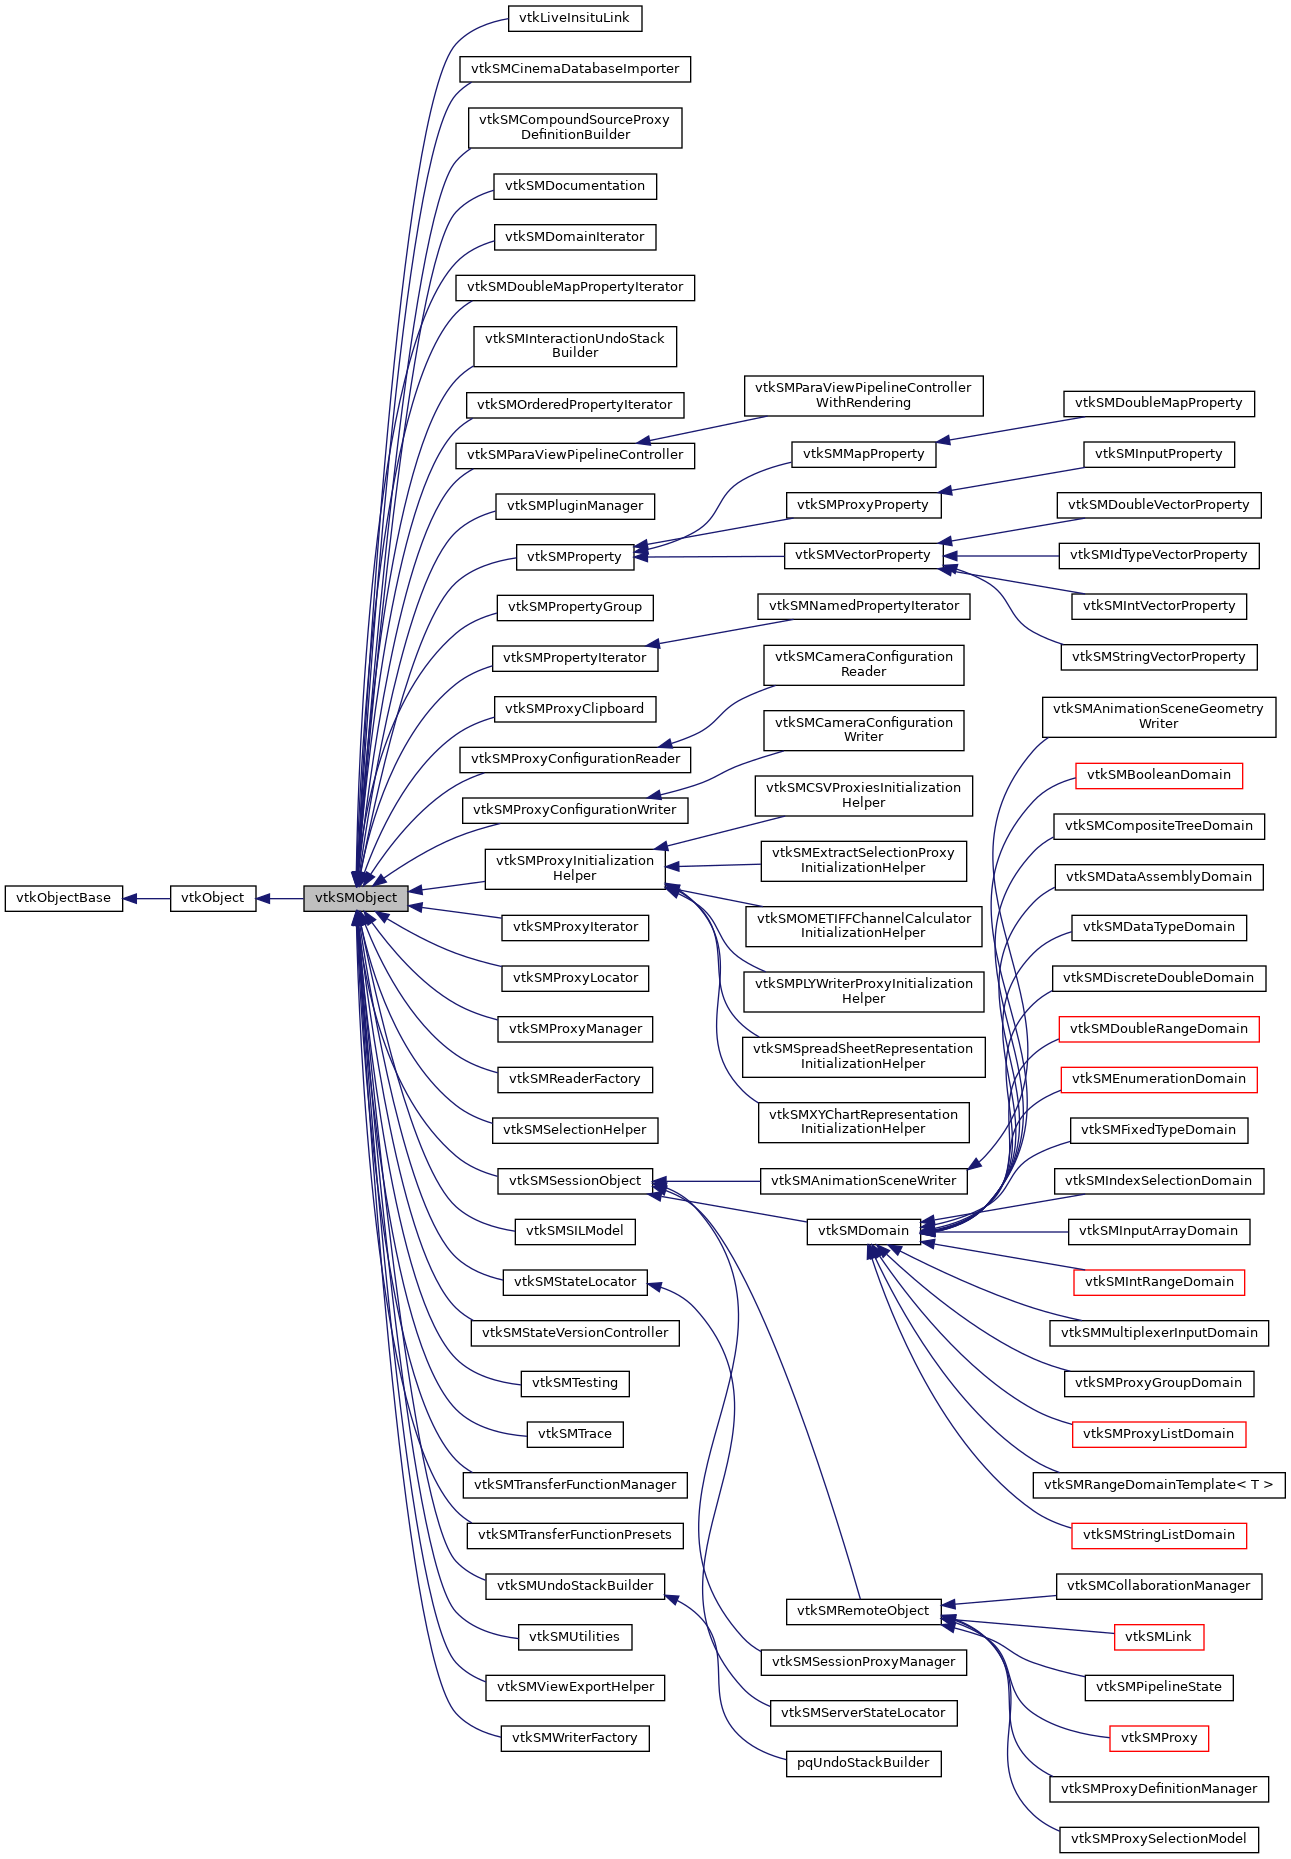 vtkObjectBase
vtkObject
vtkSMObject
vtkLiveInsituLink
vtkSMCinemaDatabaseImporter
vtkSMCompoundSourceProxy
DefinitionBuilder
vtkSMDocumentation
vtkSMDomainIterator
vtkSMDoubleMapPropertyIterator
vtkSMInteractionUndoStack
Builder
vtkSMOrderedPropertyIterator
vtkSMParaViewPipelineController
vtkSMPluginManager
vtkSMProperty
vtkSMPropertyGroup
vtkSMPropertyIterator
vtkSMProxyClipboard
vtkSMProxyConfigurationReader
vtkSMProxyConfigurationWriter
vtkSMProxyInitialization
Helper
vtkSMProxyIterator
vtkSMProxyLocator
vtkSMProxyManager
vtkSMReaderFactory
vtkSMSelectionHelper
vtkSMSessionObject
vtkSMSILModel
vtkSMStateLocator
vtkSMStateVersionController
vtkSMTesting
vtkSMTrace
vtkSMTransferFunctionManager
vtkSMTransferFunctionPresets
vtkSMUndoStackBuilder
vtkSMUtilities
vtkSMViewExportHelper
vtkSMWriterFactory
vtkSMParaViewPipelineController
WithRendering
vtkSMMapProperty
vtkSMProxyProperty
vtkSMVectorProperty
vtkSMNamedPropertyIterator
vtkSMCameraConfiguration
Reader
vtkSMCameraConfiguration
Writer
vtkSMCSVProxiesInitialization
Helper
vtkSMExtractSelectionProxy
InitializationHelper
vtkSMOMETIFFChannelCalculator
InitializationHelper
vtkSMPLYWriterProxyInitialization
Helper
vtkSMSpreadSheetRepresentation
InitializationHelper
vtkSMXYChartRepresentation
InitializationHelper
vtkSMAnimationSceneWriter
vtkSMDomain
vtkSMRemoteObject
vtkSMSessionProxyManager
vtkSMServerStateLocator
pqUndoStackBuilder
vtkSMDoubleMapProperty
vtkSMInputProperty
vtkSMDoubleVectorProperty
vtkSMIdTypeVectorProperty
vtkSMIntVectorProperty
vtkSMStringVectorProperty
vtkSMAnimationSceneGeometry
Writer
vtkSMBooleanDomain
vtkSMCompositeTreeDomain
vtkSMDataAssemblyDomain
vtkSMDataTypeDomain
vtkSMDiscreteDoubleDomain
vtkSMDoubleRangeDomain
vtkSMEnumerationDomain
vtkSMFixedTypeDomain
vtkSMIndexSelectionDomain
vtkSMInputArrayDomain
vtkSMIntRangeDomain
vtkSMMultiplexerInputDomain
vtkSMProxyGroupDomain
vtkSMProxyListDomain
vtkSMRangeDomainTemplate< T >
vtkSMStringListDomain
vtkSMCollaborationManager
vtkSMLink
vtkSMPipelineState
vtkSMProxy
vtkSMProxyDefinitionManager
vtkSMProxySelectionModel